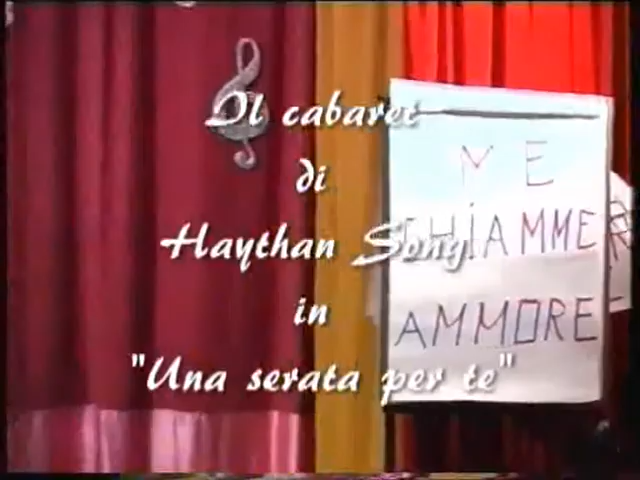 Il cabaret
di
Haythan Song
in
"Una serata per te"
ME
CHIAMME
AMMORE